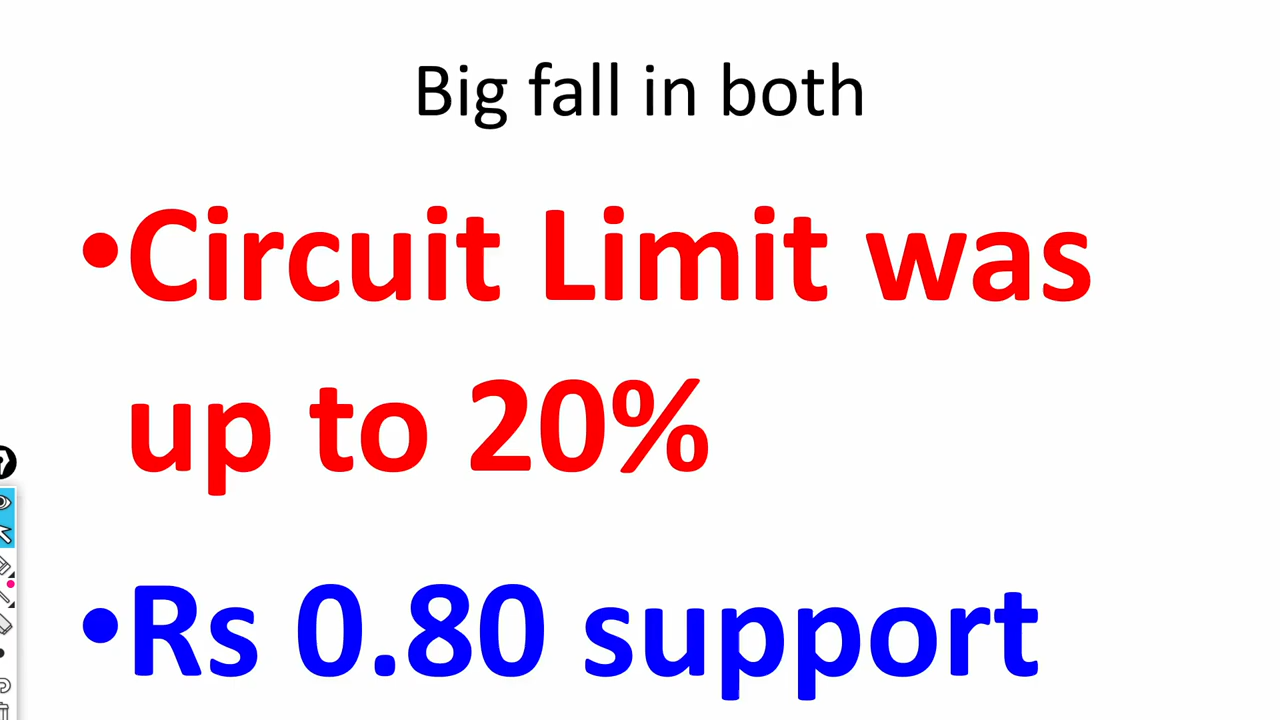 Big fall in both
•Circuit Limit was
up to 20%
•Rs 0.80 support